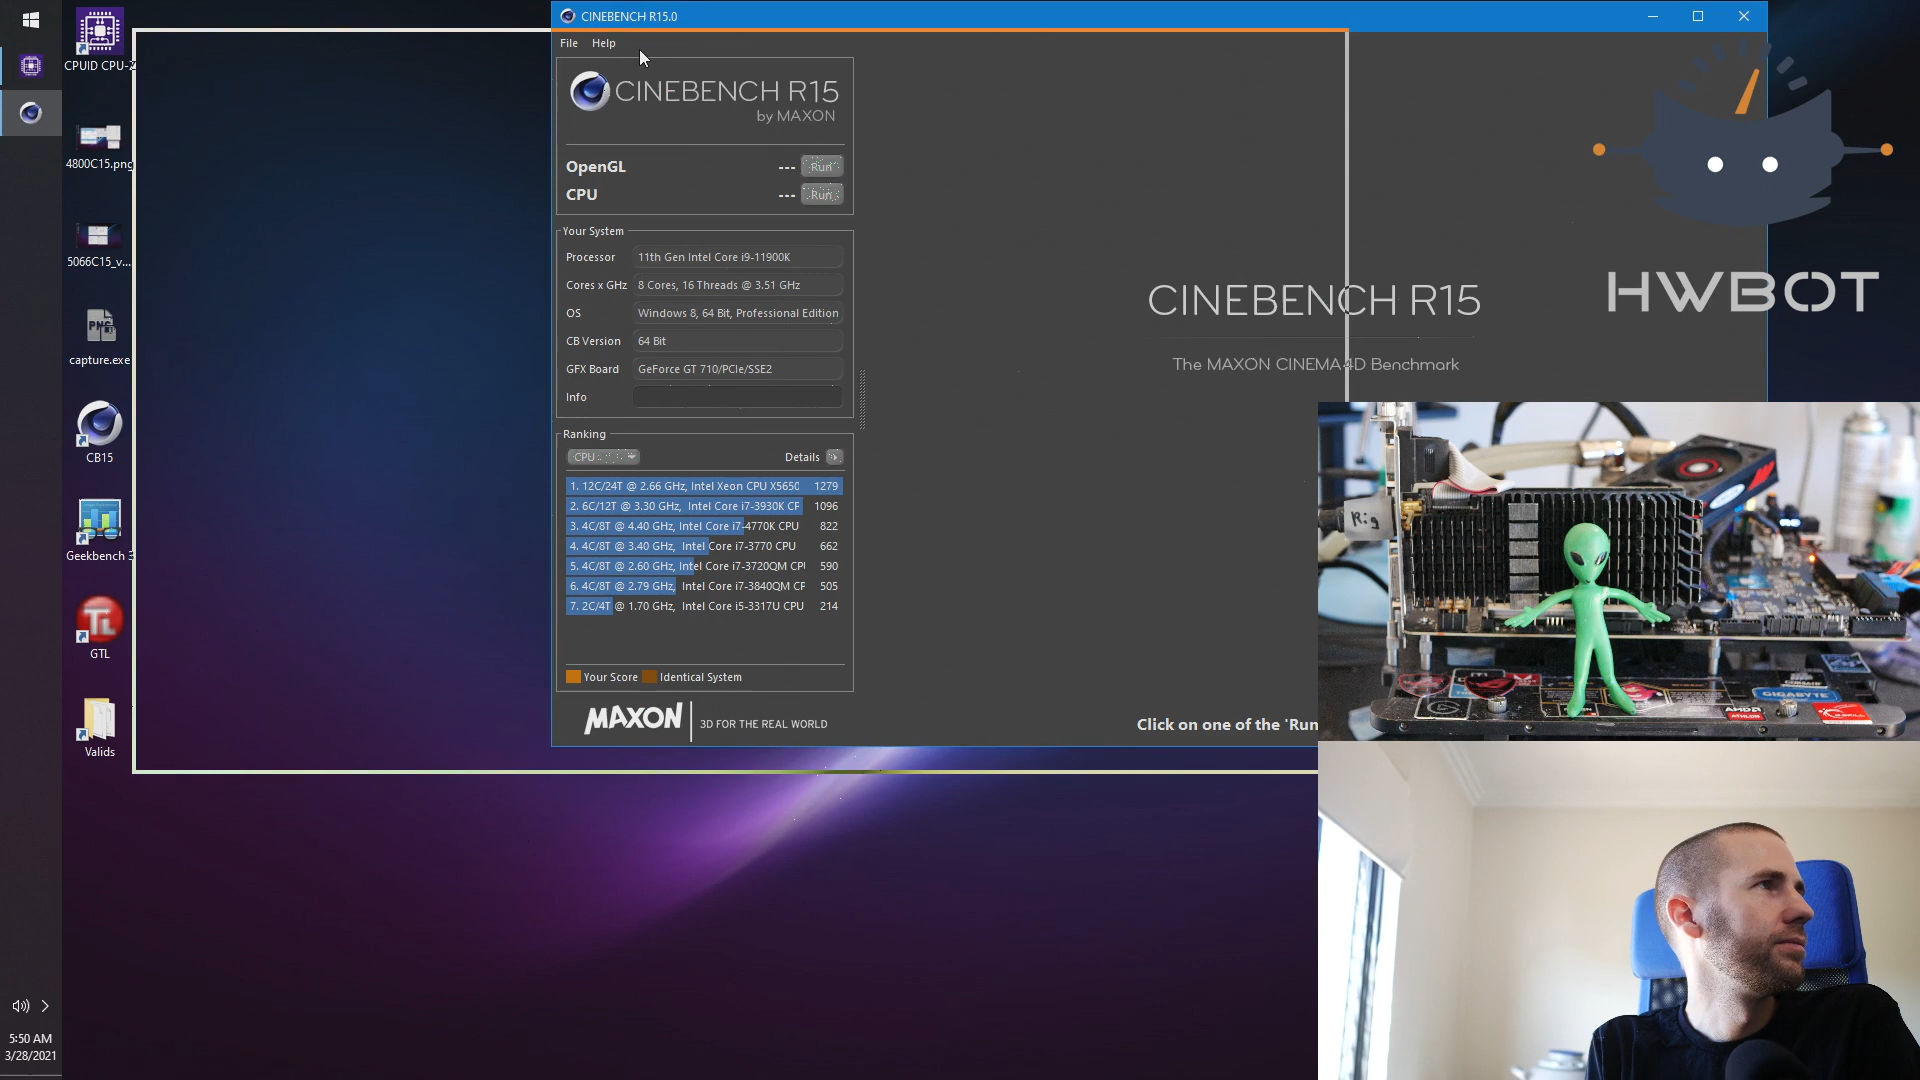 CPUID CPU-Z
4800C15.png
5066C15_v...
capture.exe
CB15
Geekbench 3
GTL
Valids
5:50 AM
3/28/2021
CINEBENCH R15.0
File Help
CINEBENCH R15
by MAXON
OpenGL --- Run
CPU --- Run
Your System
Processor 11th Gen Intel Core i9-11900K
Cores x GHz 8 Cores, 16 Threads @ 3.51 GHz
OS Windows 8, 64 Bit, Professional Edition
CB Version 64 Bit
GFX Board GeForce GT 710/PCIe/SSE2
Info
Ranking
CPU Details
1. 12C/24T @ 2.66 GHz, Intel Xeon CPU X5650 1279
2. 6C/12T @ 3.30 GHz, Intel Core i7-3930K CP 1096
3. 4C/8T @ 4.40 GHz, Intel Core i7-4770K CPU 822
4. 4C/8T @ 3.40 GHz, Intel Core i7-3770 CPU 662
5. 4C/8T @ 2.60 GHz, Intel Core i7-3720QM CPU 590
6. 4C/8T @ 2.79 GHz, Intel Core i7-3840QM CP 505
7. 2C/4T @ 1.70 GHz, Intel Core i5-3317U CPU 214
Your Score Identical System
MAXON 3D FOR THE REAL WORLD
CINEBENCH R15
The MAXON CINEMA 4D Benchmark
Click on one of the 'Run
HWBOT
Rig
GIGABYTE
AMD
ATHLON